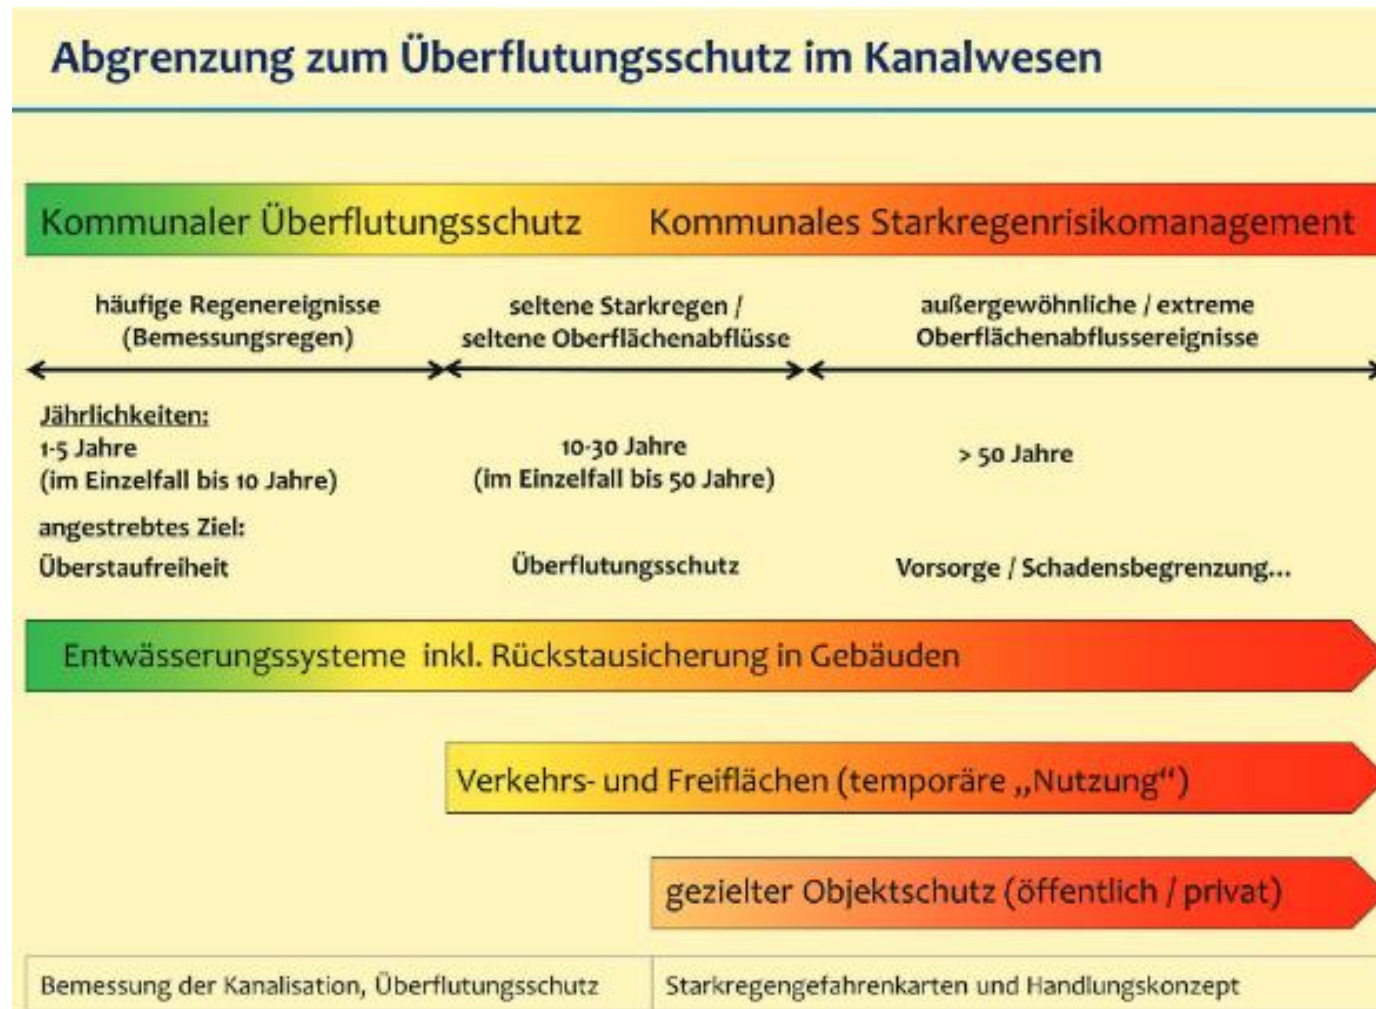 Abgrenzung zum Überflutungsschutz im Kanalwesen
Kommunaler Überflutungsschutz
Kommunales Starkregenrisikomanagement
häufige Regenereignisse
(Bemessungsregen)
seltene Starkregen /
seltene Oberflächenabflüsse
außergewöhnliche / extreme
Oberflächenabflussereignisse
Jährlichkeiten:
1-5 Jahre
(im Einzelfall bis 10 Jahre)
10-30 Jahre
(im Einzelfall bis 50 Jahre)
> 50 Jahre
angestrebtes Ziel:
Überstaufreiheit
Überflutungsschutz
Vorsorge / Schadensbegrenzung...
Entwässerungssysteme inkl. Rückstausicherung in Gebäuden
Verkehrs- und Freiflächen (temporäre „Nutzung“)
gezielter Objektschutz (öffentlich / privat)
Bemessung der Kanalisation, Überflutungsschutz
Starkregengefahrenkarten und Handlungskonzept